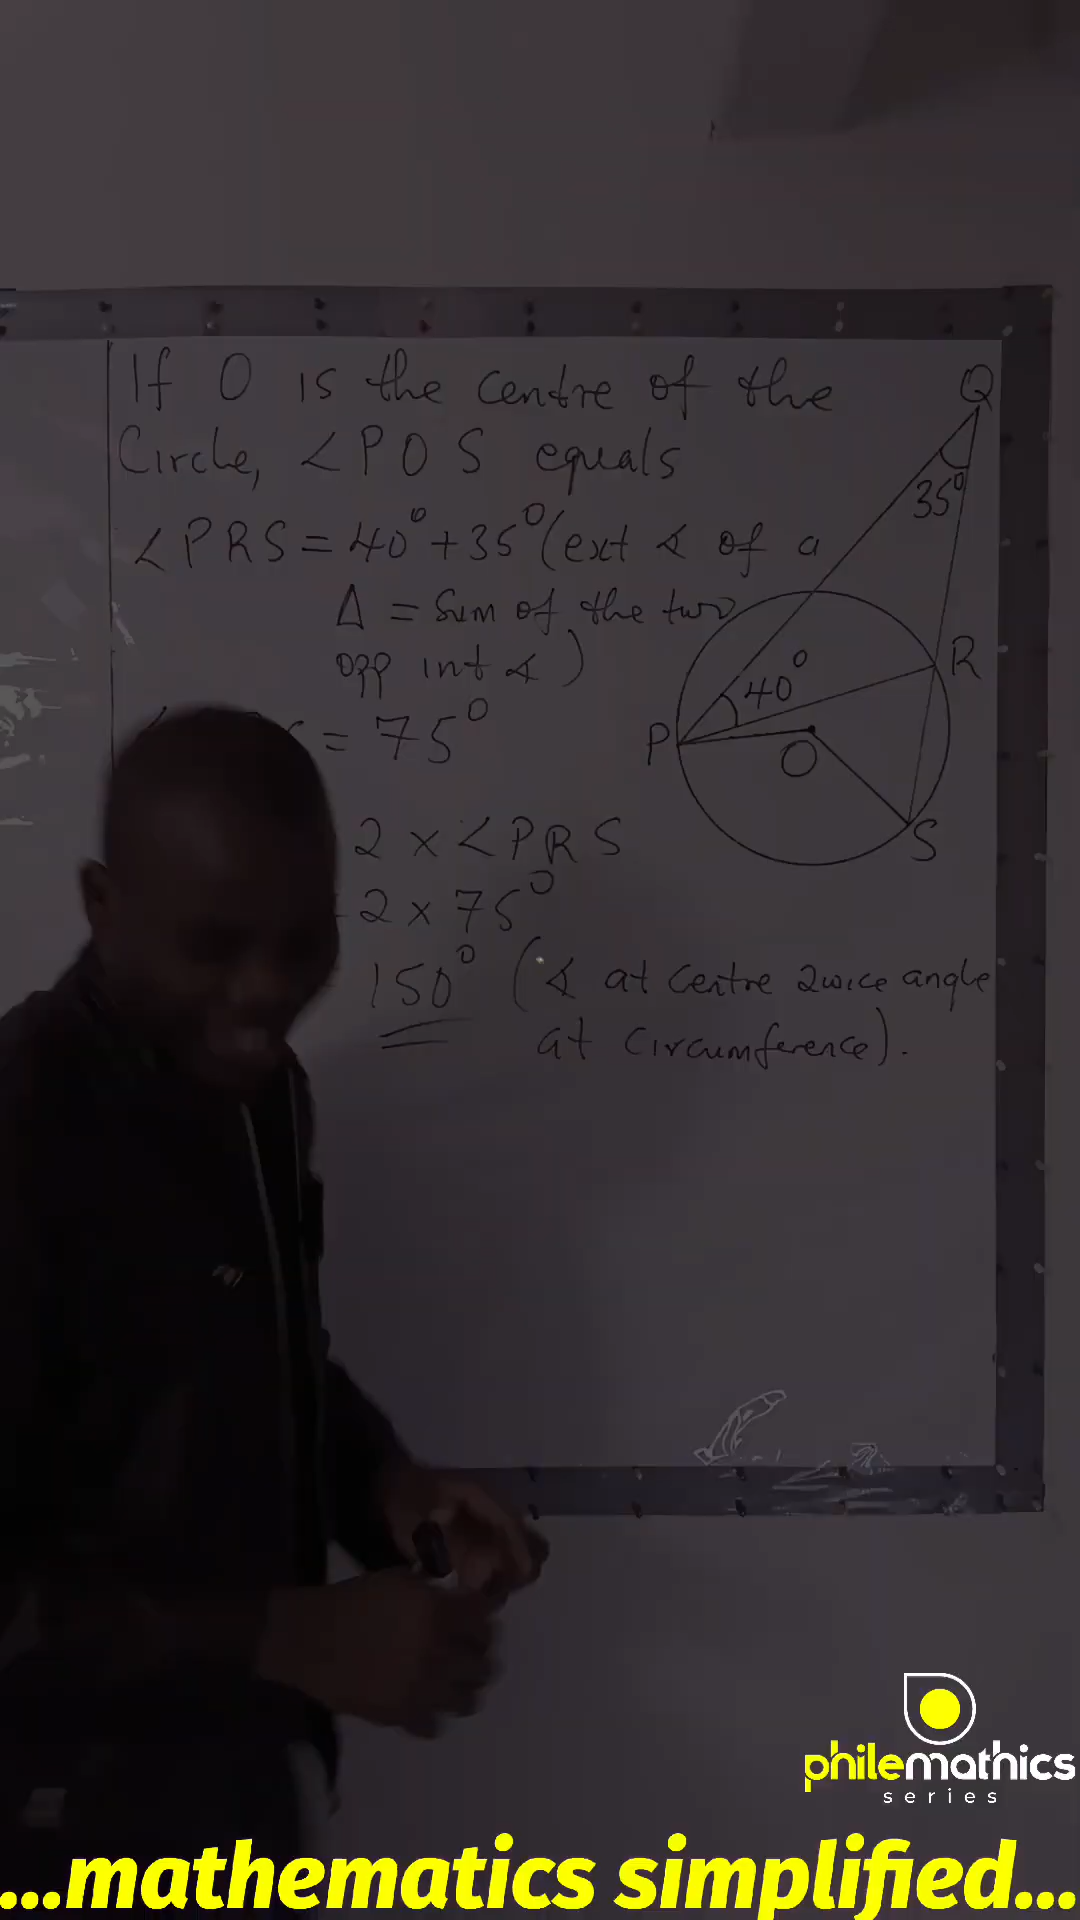 If O is the centre of the
Circle, <POS equals
<PRS = 40° + 35° (ext ∡ of a
Δ = sum of the two
opp int ∡)
= 75°
2 × <PRS
2 × 75°
150° (∡ at centre 2wice angle
at circumference).
Q
35°
R
40°
P
O
S
philemathics
series
...mathematics simplified...